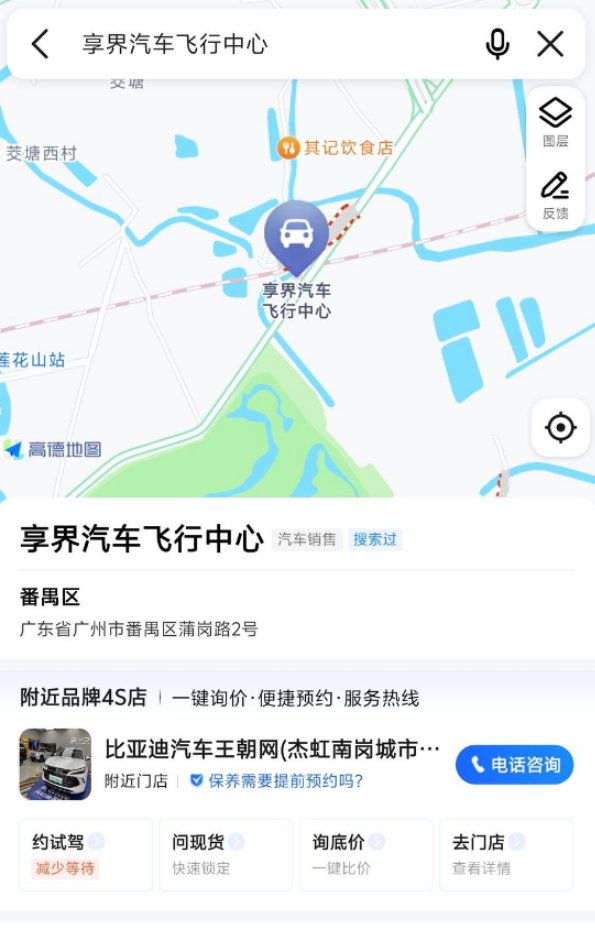 享界汽车飞行中心
茭塘
图层
茭塘西村
其记饮食店
反馈
享界汽车
飞行中心
莲花山站
高德地图
享界汽车飞行中心 汽车销售 搜索过
番禺区
广东省广州市番禺区蒲岗路2号
附近品牌4S店 | 一键询价·便捷预约·服务热线
比亚迪汽车王朝网(杰虹南岗城市…
电话咨询
附近门店 | 保养需要提前预约吗?
约试驾 问现货 询底价 去门店
减少等待 快速锁定 一键比价 查看详情